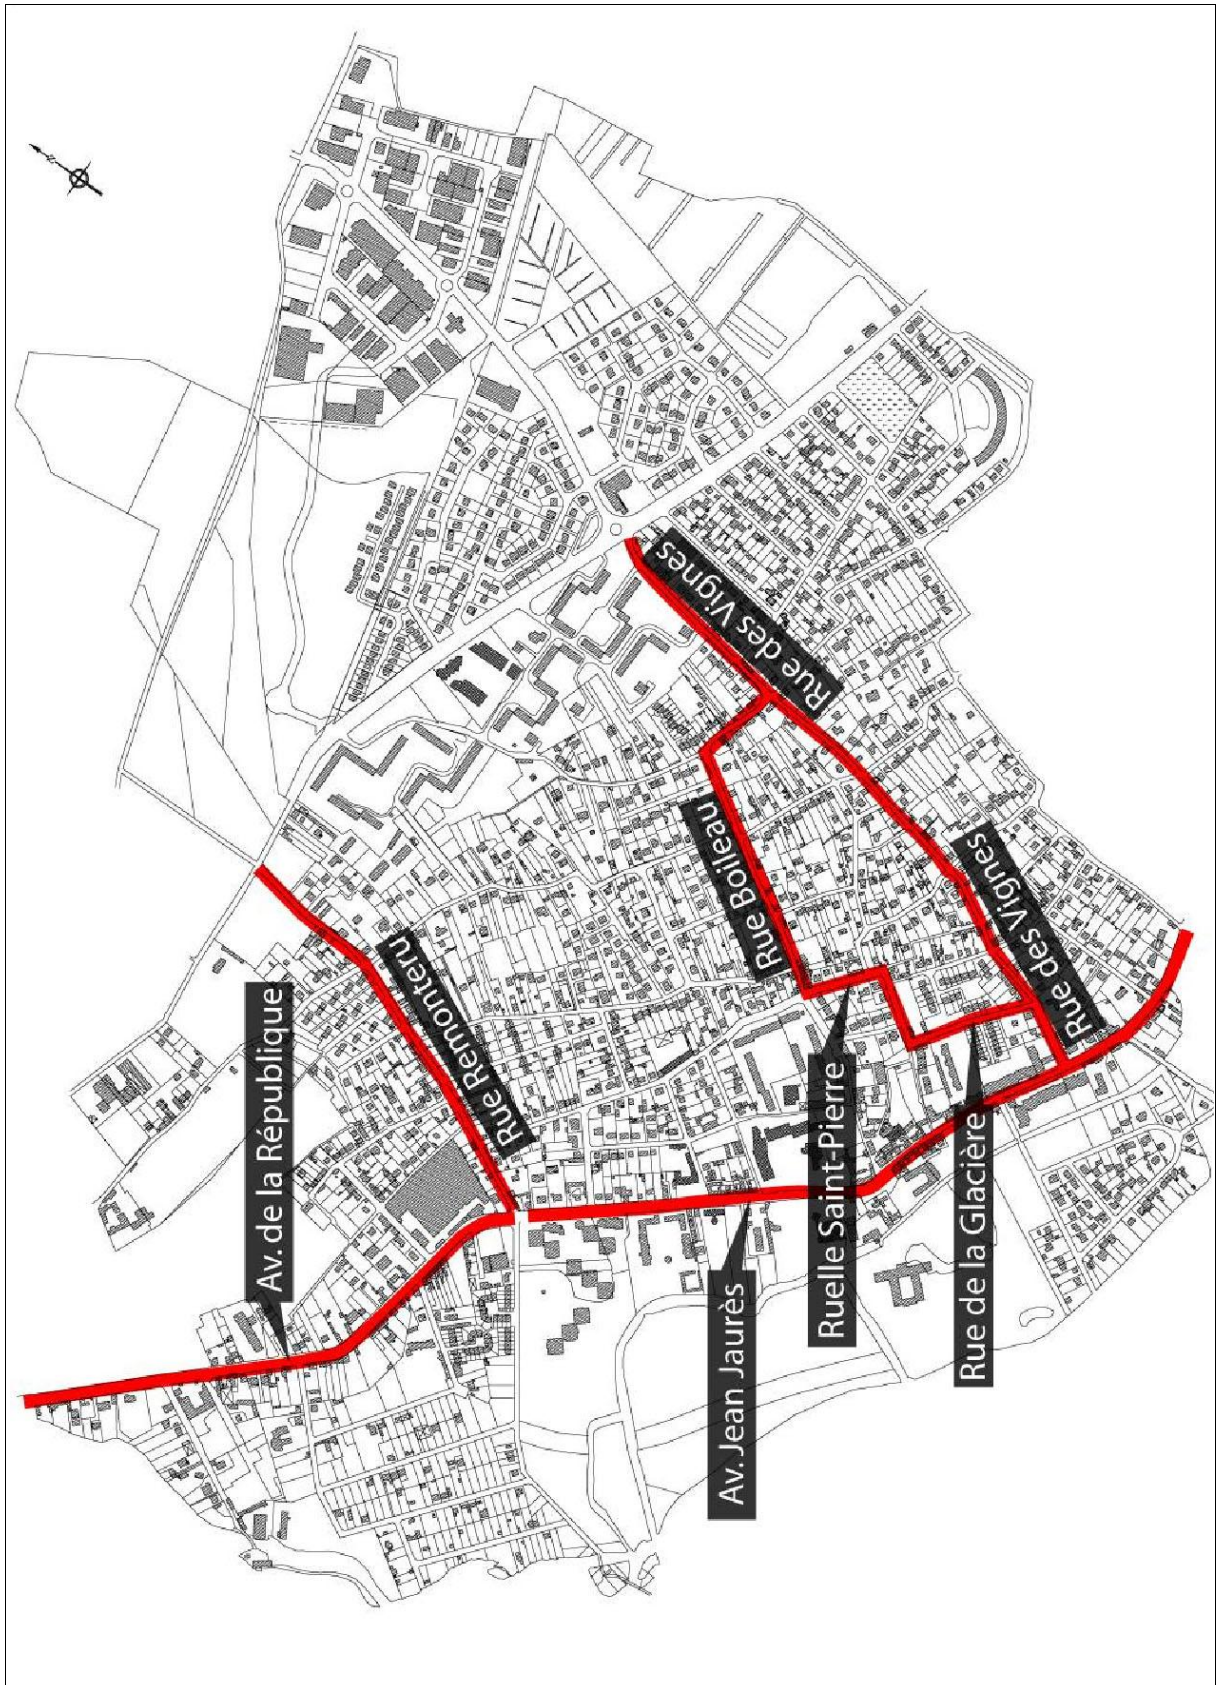 Av. de la République
Rue Rémonteru
Rue des Vignes
Rue Boileau
Rue des Vignes
Av. Jean Jaurès
Ruelle Saint-Pierre
Rue de la Glacière